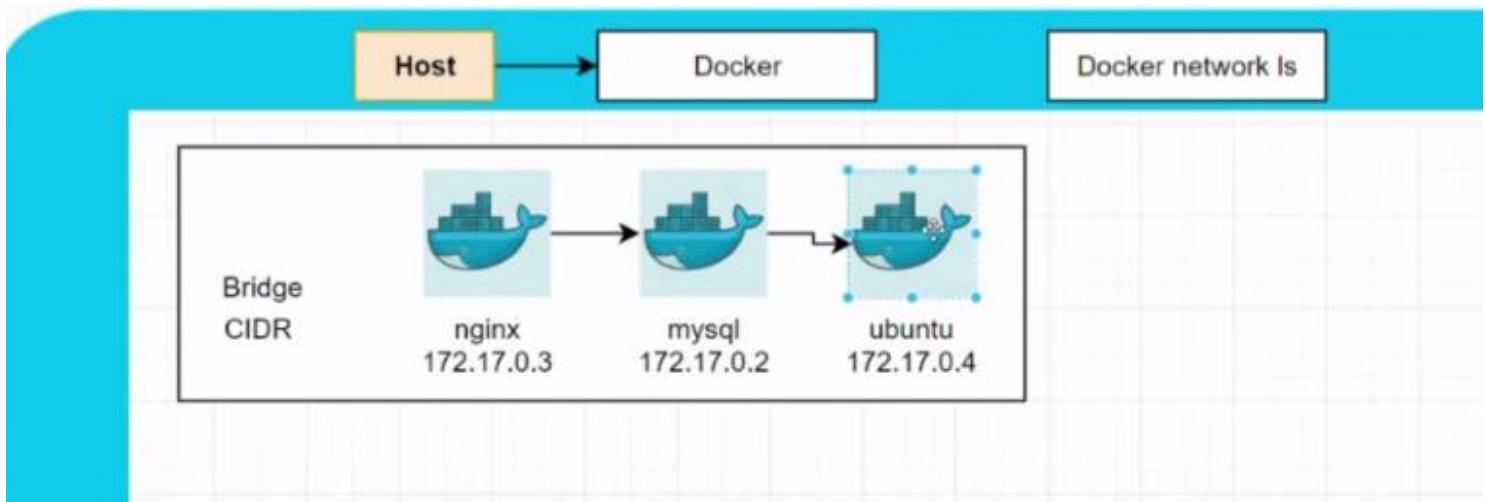 Host
Docker
Docker network ls
Bridge
CIDR
nginx
172.17.0.3
mysql
172.17.0.2
ubuntu
172.17.0.4